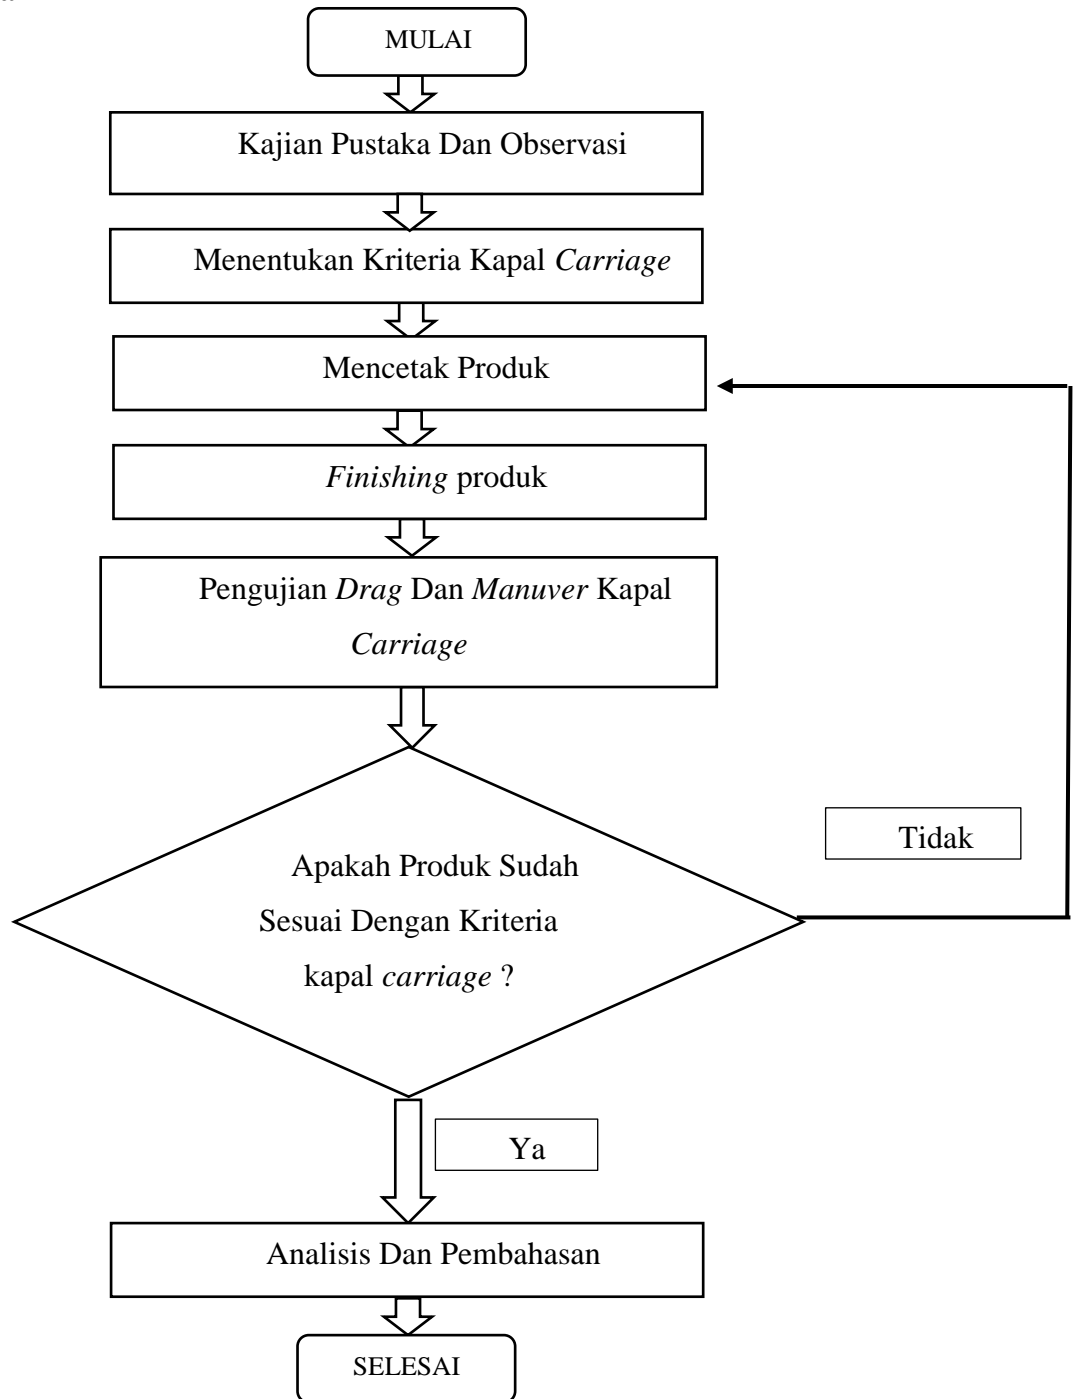 MULAI
Kajian Pustaka Dan Observasi
Menentukan Kriteria Kapal Carriage
Mencetak Produk
Finishing produk
Pengujian Drag Dan Manuver Kapal
Carriage
Apakah Produk Sudah
Sesuai Dengan Kriteria
kapal carriage ?
Tidak
Ya
Analisis Dan Pembahasan
SELESAI